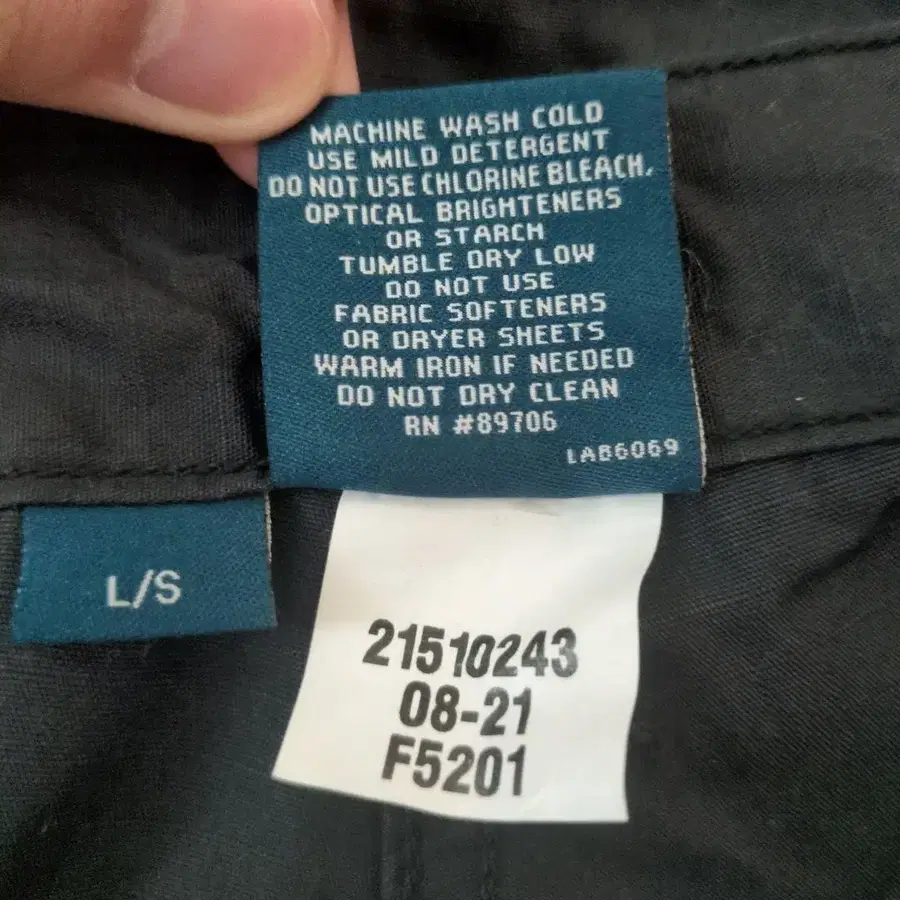 MACHINE WASH COLD
USE MILD DETERGENT
DO NOT USE CHLORINE BLEACH,
OPTICAL BRIGHTENERS
OR STARCH
TUMBLE DRY LOW
DO NOT USE
FABRIC SOFTENERS
OR DRYER SHEETS
WARM IRON IF NEEDED
DO NOT DRY CLEAN
RN #89706
LAB6069
L/S
21510243
08-21
F5201